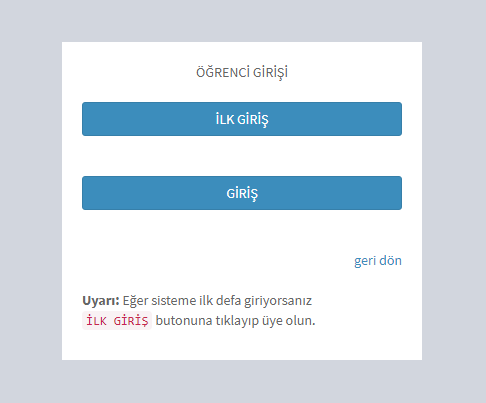 ÖĞRENCİ GİRİŞİ
İLK GİRİŞ
GİRİŞ
geri dön
Uyarı: Eğer sisteme ilk defa giriyorsanız
İLK GİRİŞ butonuna tıklayıp üye olun.